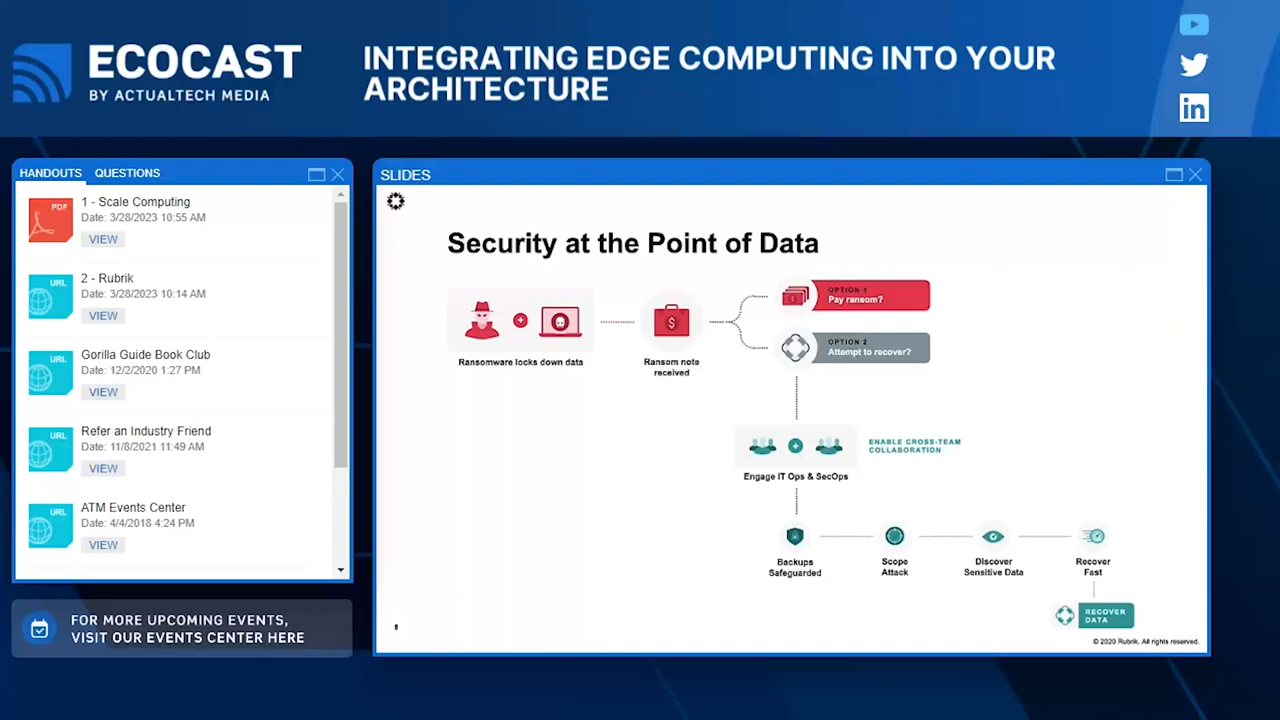 ECOCAST
BY ACTUALTECH MEDIA
INTEGRATING EDGE COMPUTING INTO YOUR
ARCHITECTURE
in
HANDOUTS
QUESTIONS
PDF
1 - Scale Computing
Date: 3/28/2023 10:55 AM
VIEW
URL
2 - Rubrik
Date: 3/28/2023 10:14 AM
VIEW
URL
Gorilla Guide Book Club
Date: 12/2/2020 1:27 PM
VIEW
URL
Refer an Industry Friend
Date: 11/8/2021 11:49 AM
VIEW
URL
ATM Events Center
Date: 4/4/2018 4:24 PM
VIEW
FOR MORE UPCOMING EVENTS,
VISIT OUR EVENTS CENTER HERE
SLIDES
Security at the Point of Data
Ransomware locks down data
$
Ransom note
received
OPTION 1
Pay ransom?
OPTION 2
Attempt to recover?
ENABLE CROSS-TEAM
COLLABORATION
Engage IT Ops & SecOps
Backups
Safeguarded
Scope
Attack
Discover
Sensitive Data
Recover
Fast
RECOVER
DATA
8
© 2020 Rubrik. All rights reserved.